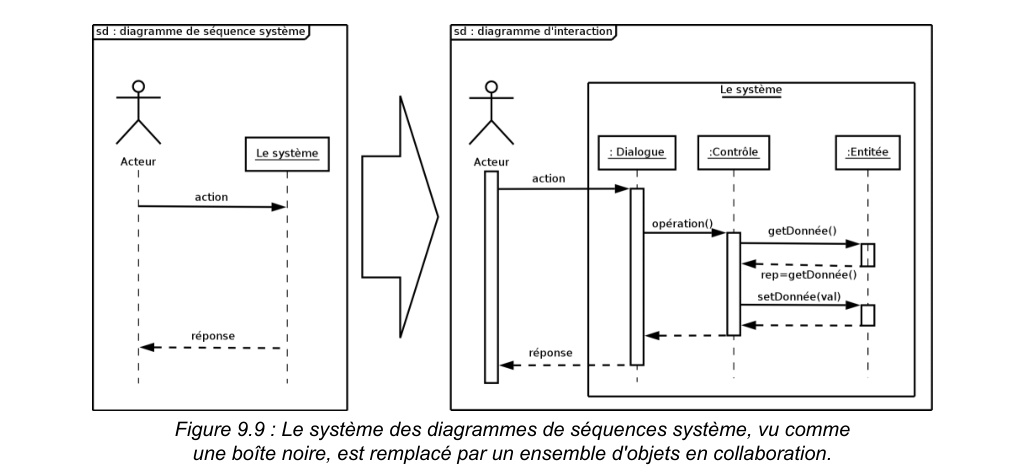 sd : diagramme de séquence système
Acteur
Le système
action
réponse
sd : diagramme d'interaction
Le système
Acteur
: Dialogue
:Contrôle
:Entitée
action
opération()
getDonnée()
rep=getDonnée()
setDonnée(val)
réponse
Figure 9.9 : Le système des diagrammes de séquences système, vu comme
une boîte noire, est remplacé par un ensemble d'objets en collaboration.